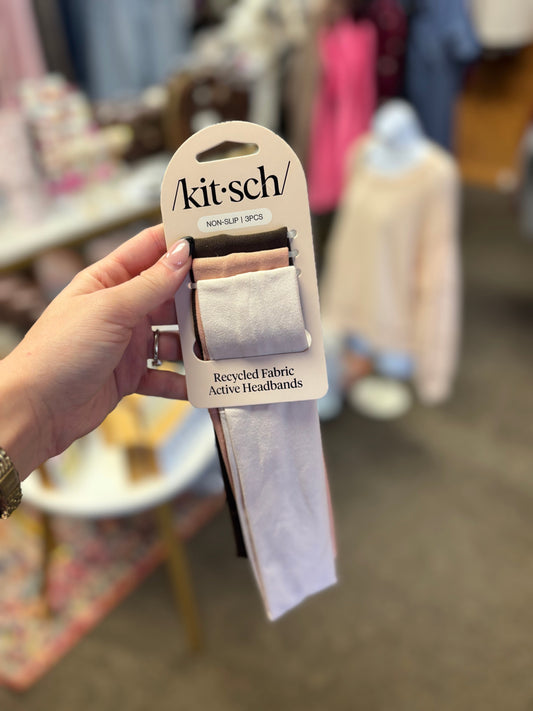 /kit·sch/
NON-SLIP | 3PCS
Recycled Fabric
Active Headbands